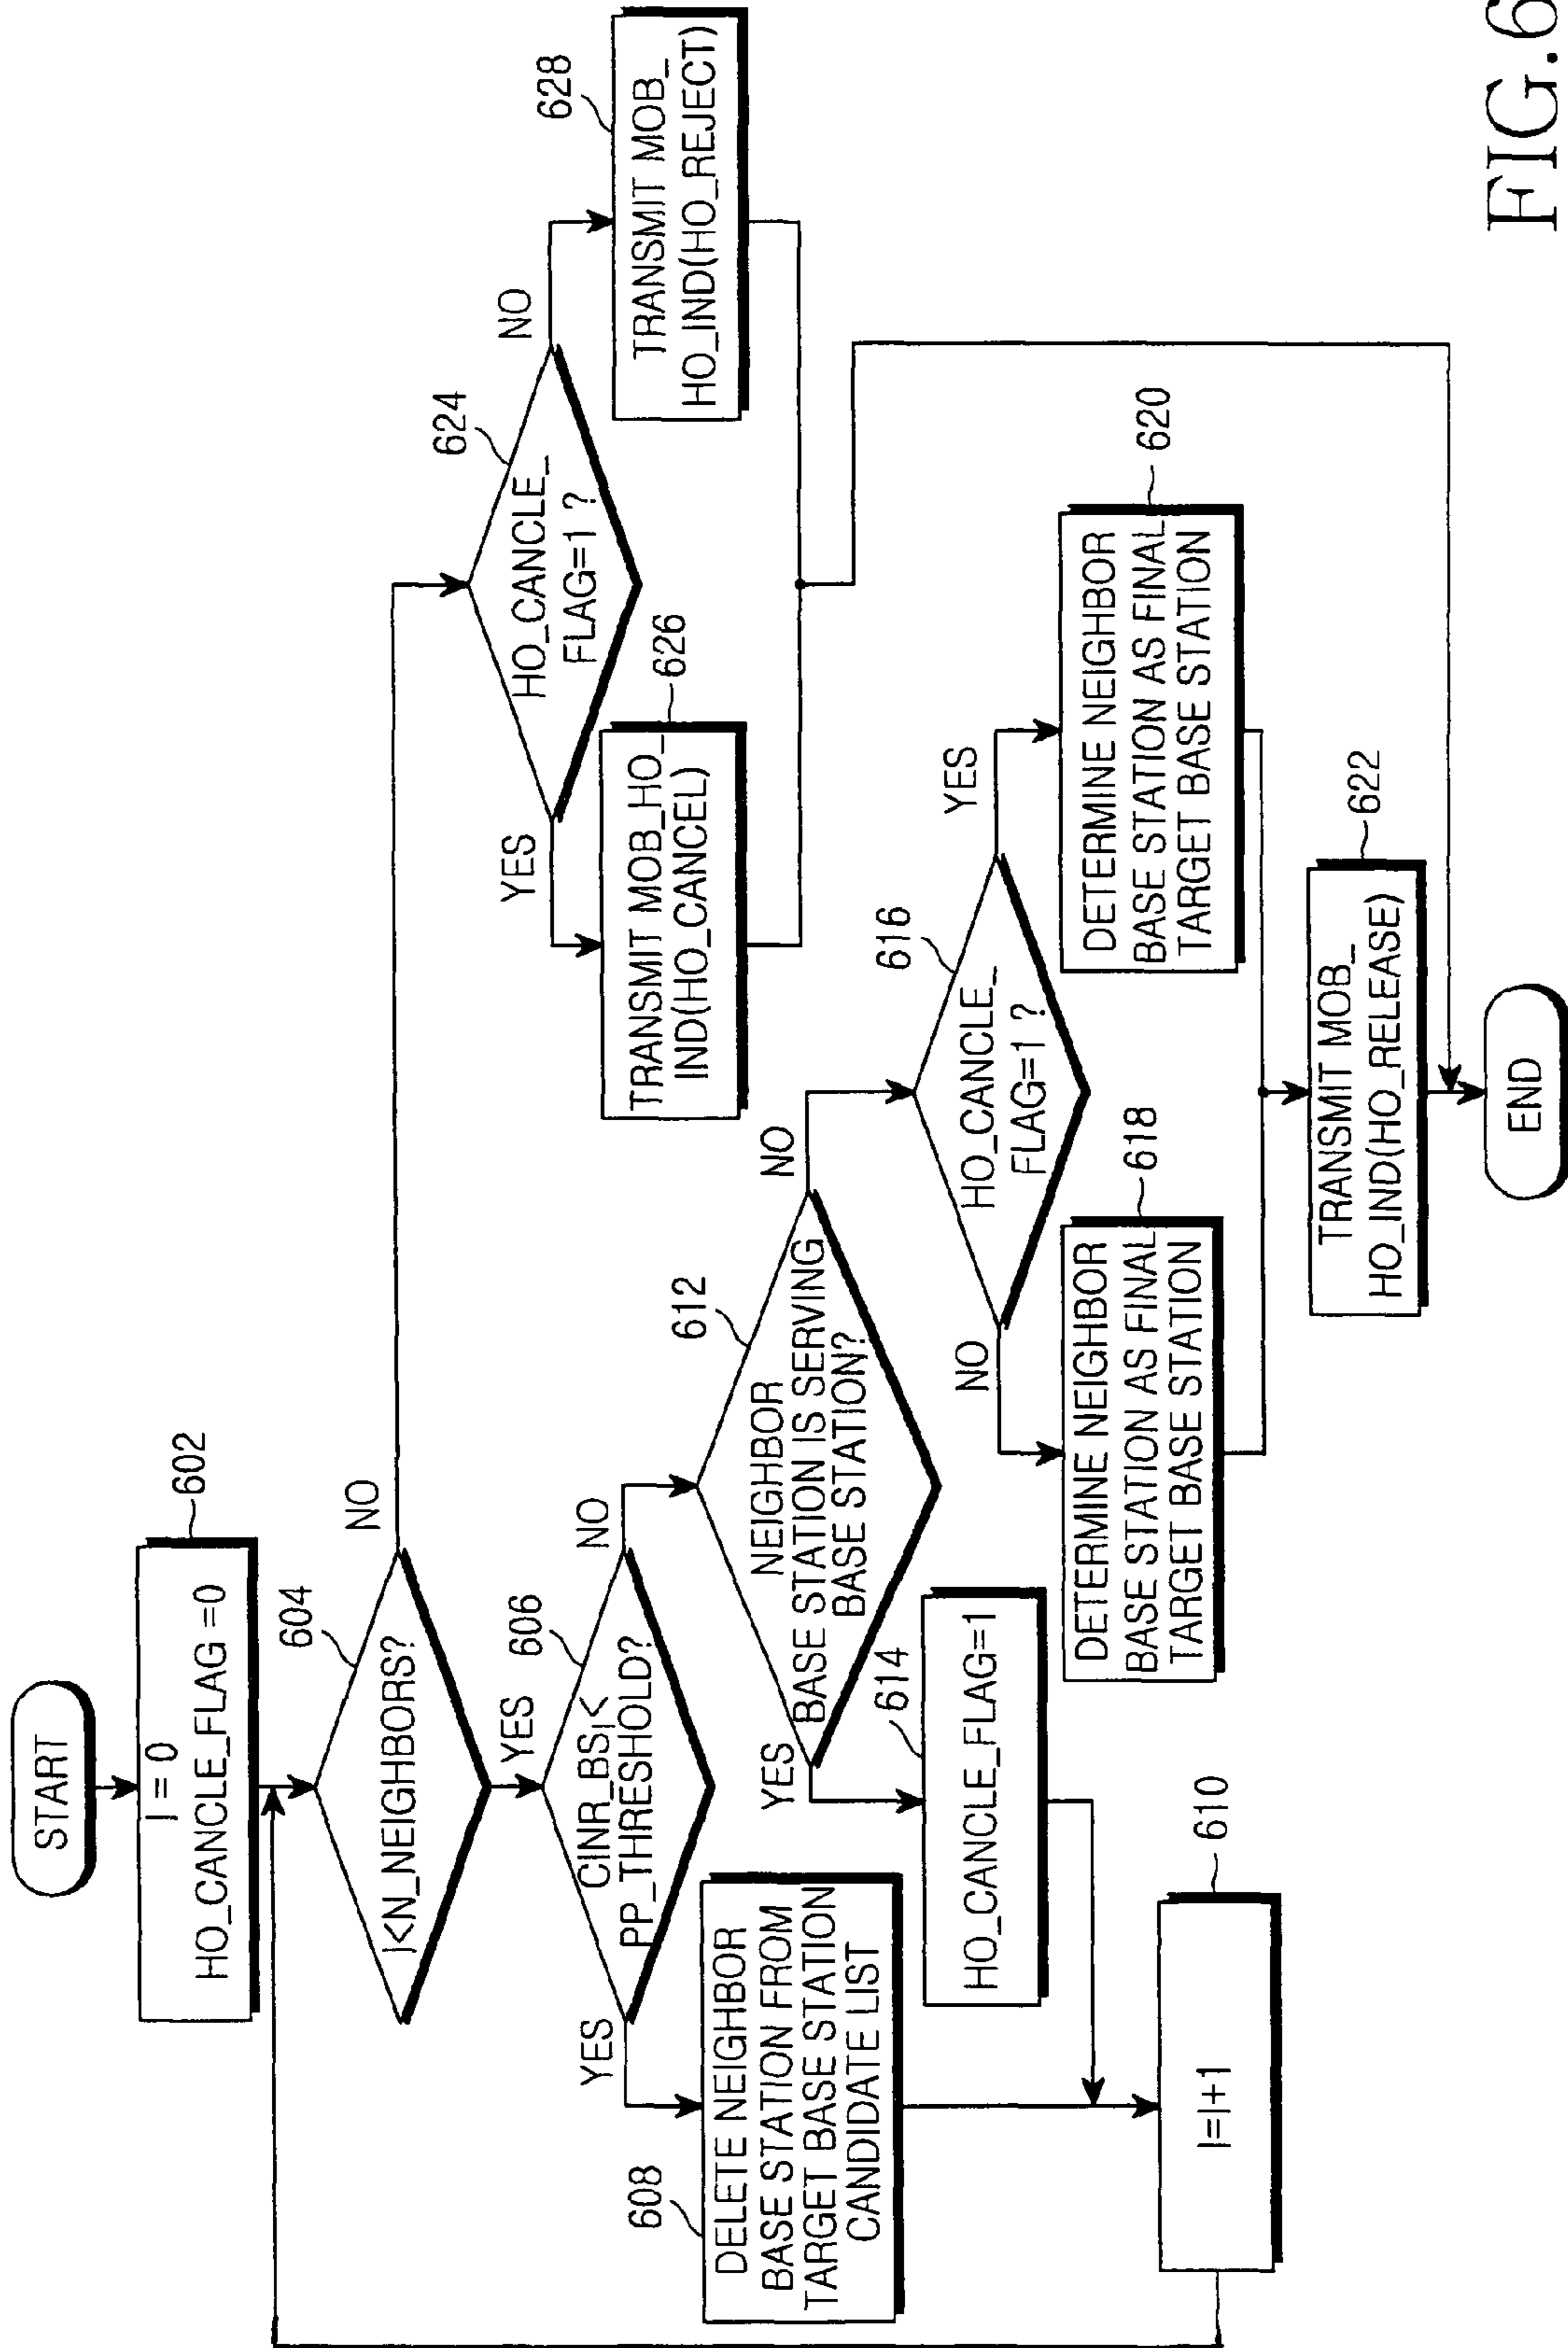 START
602
I = 0
HO_CANCLE_FLAG =0
604
I<N_NEIGHBORS?
NO
YES
606
CINR_BSI<
PP_THRESHOLD?
YES
NO
608
DELETE NEIGHBOR
BASE STATION FROM
TARGET BASE STATION
CANDIDATE LIST
612
NEIGHBOR
BASE STATION IS SERVING
BASE STATION?
YES
NO
614
HO_CANCLE_FLAG=1
610
I=I+1
616
HO_CANCLE_
FLAG=1 ?
NO
YES
618
DETERMINE NEIGHBOR
BASE STATION AS FINAL
TARGET BASE STATION
620
DETERMINE NEIGHBOR
BASE STATION AS FINAL
TARGET BASE STATION
622
TRANSMIT MOB_
HO_IND(HO_RELEASE)
624
HO_CANCLE_
FLAG=1 ?
YES
NO
626
TRANSMIT MOB_HO_
IND(HO_CANCEL)
628
TRANSMIT MOB_
HO_IND(HO_REJECT)
END
FIG.6